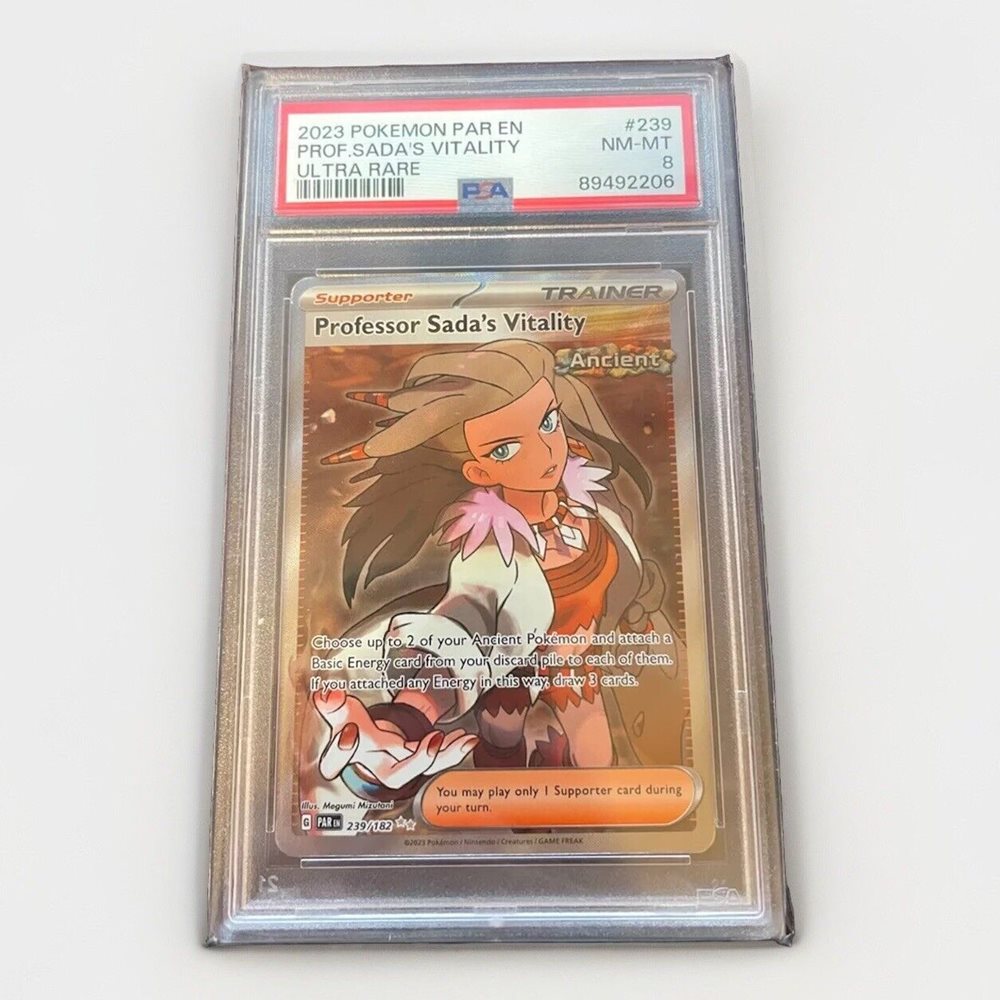 2023 POKEMON PAR EN #239
PROF.SADA'S VITALITY NM-MT
ULTRA RARE 8
PSA 89492206
Supporter TRAINER
Professor Sada's Vitality
Ancient
Choose up to 2 of your Ancient Pokémon and attach a
Basic Energy card from your discard pile to each of them.
If you attached any Energy in this way, draw 3 cards.
You may play only 1 Supporter card during
your turn.
Illus. Megumi Mizutani
G PAR EN 239/182
©2023 Pokémon / Nintendo / Creatures / GAME FREAK
PSA